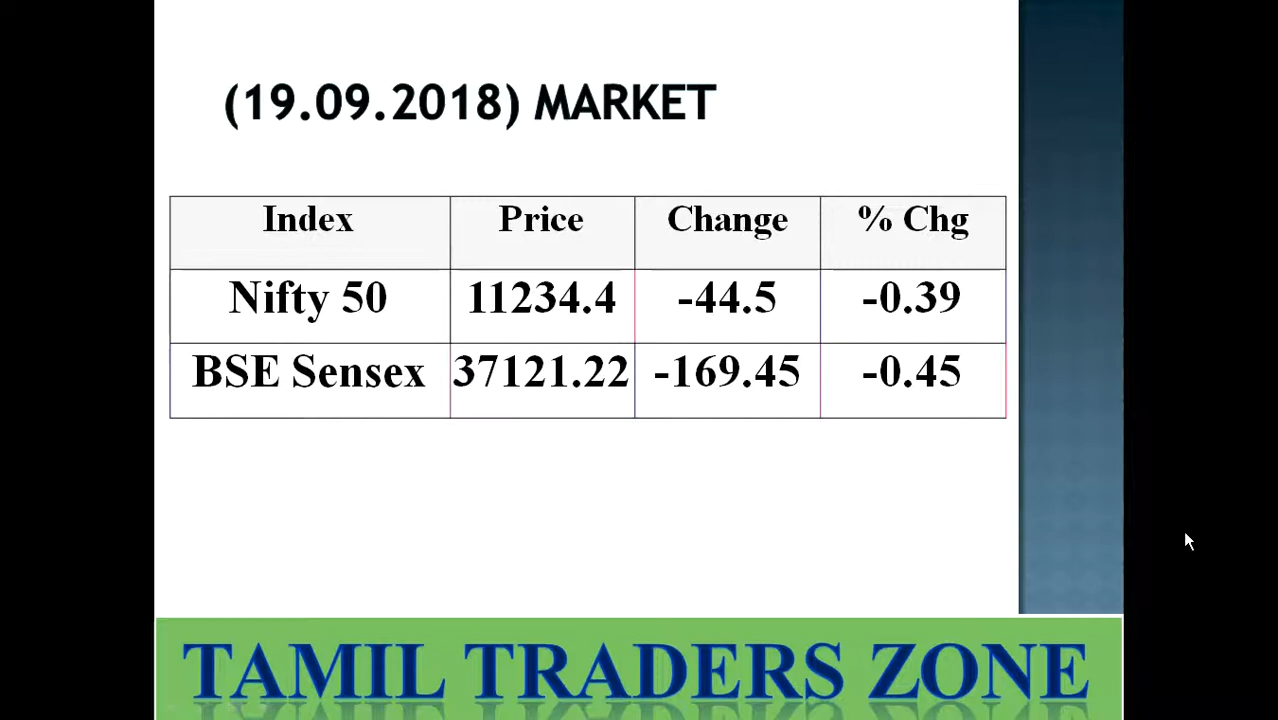 (19.09.2018) MARKET
Index Price Change % Chg
Nifty 50 11234.4 -44.5 -0.39
BSE Sensex 37121.22 -169.45 -0.45
TAMIL TRADERS ZONE